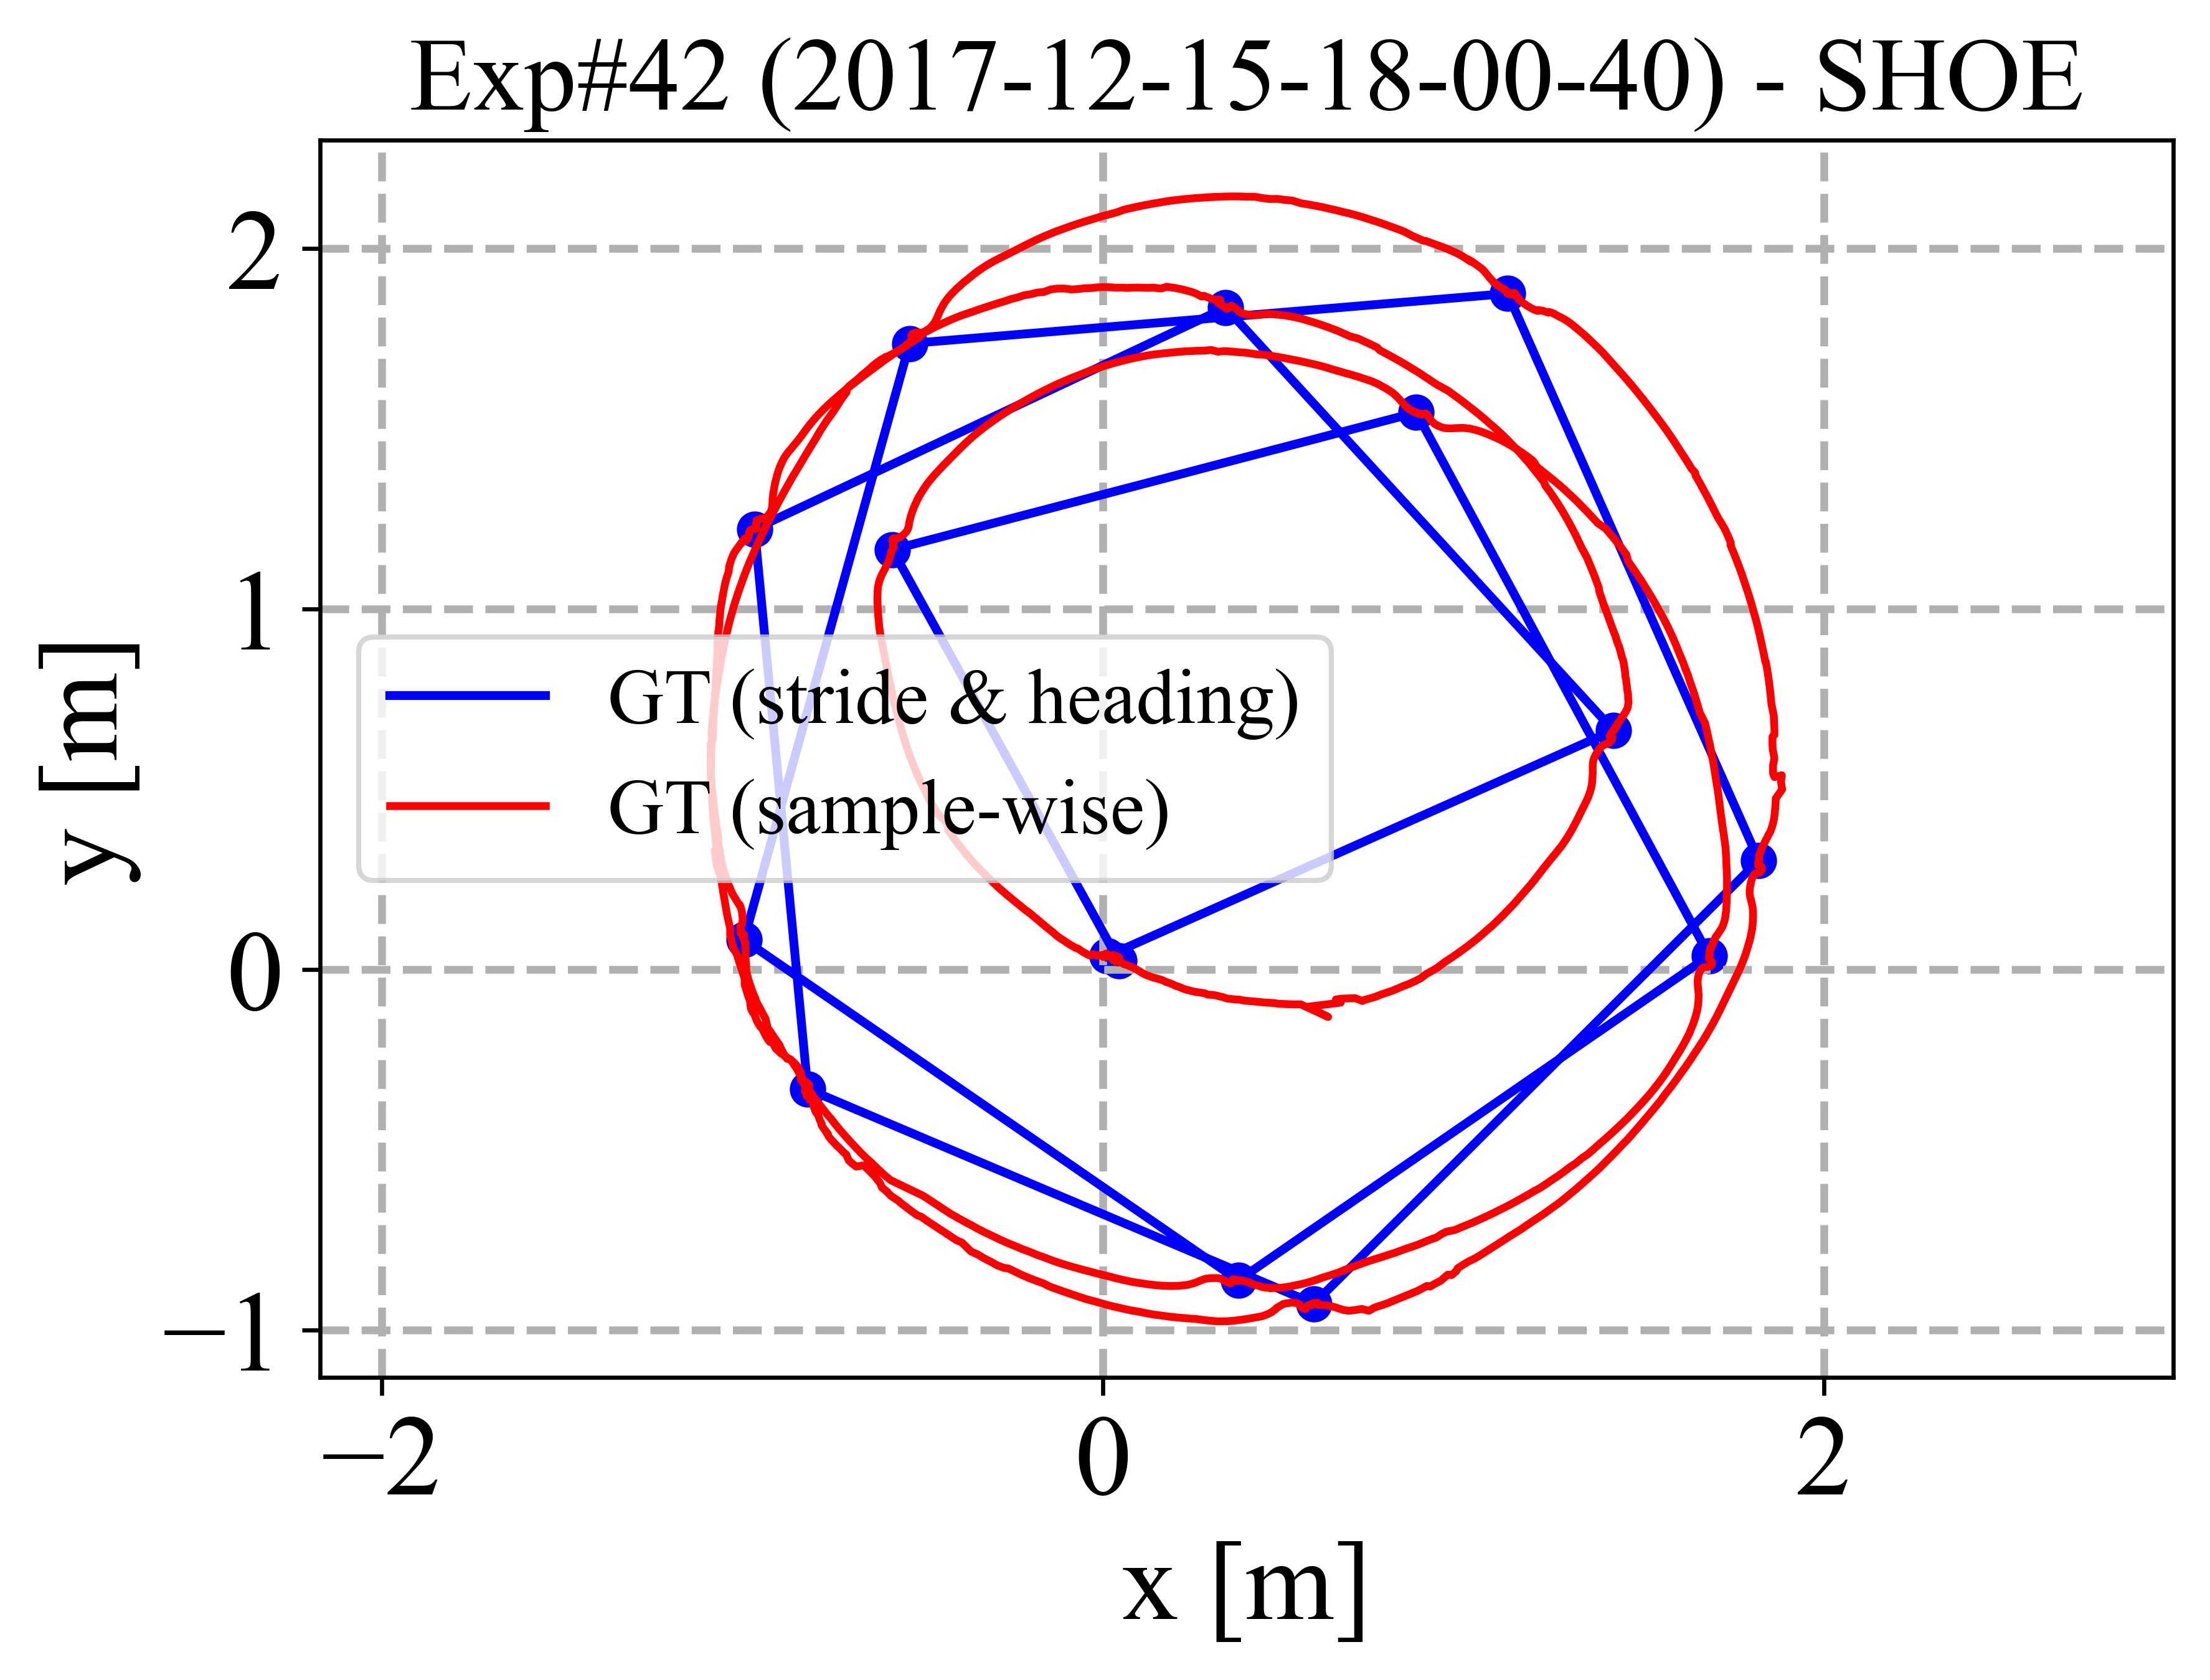 Exp#42 (2017-12-15-18-00-40) - SHOE
2
1
0
−1
y [m]
GT (stride & heading)
GT (sample-wise)
−2 0 2
x [m]